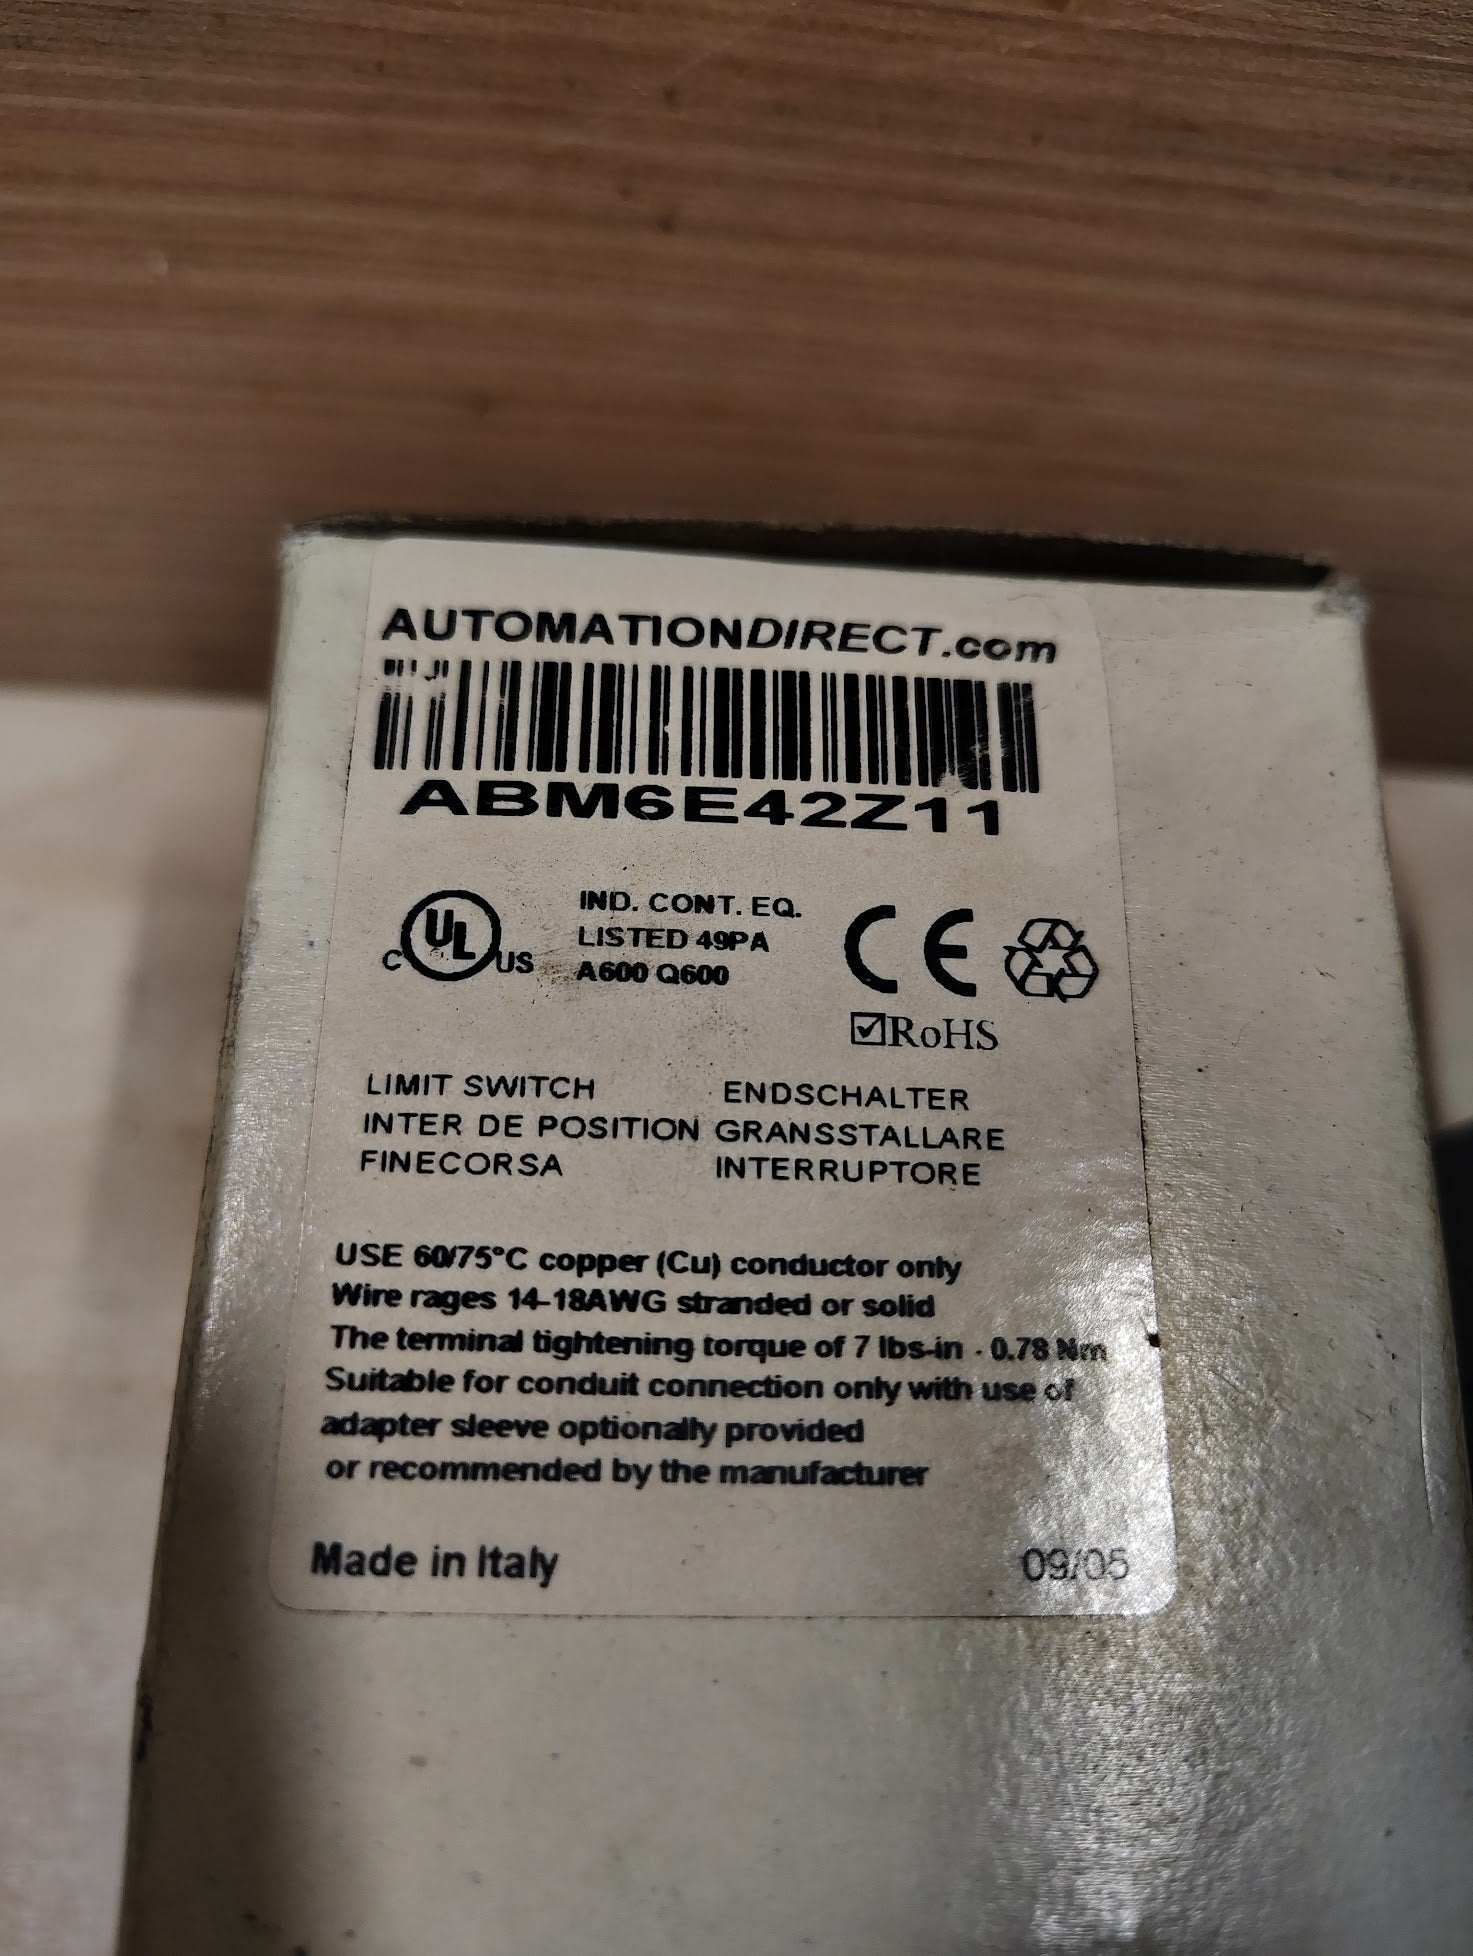 AUTOMATIONDIRECT.com
ABM6E42Z11
C UL US
IND. CONT. EQ.
LISTED 49PA
A600 Q600
CE
RoHS
LIMIT SWITCH ENDSCHALTER
INTER DE POSITION GRANSSTALLARE
FINECORSA INTERRUPTORE
USE 60/75°C copper (Cu) conductor only
Wire rages 14-18AWG stranded or solid
The terminal tightening torque of 7 lbs-in - 0.78 Nm
Suitable for conduit connection only with use of
adapter sleeve optionally provided
or recommended by the manufacturer
Made in Italy 09/05